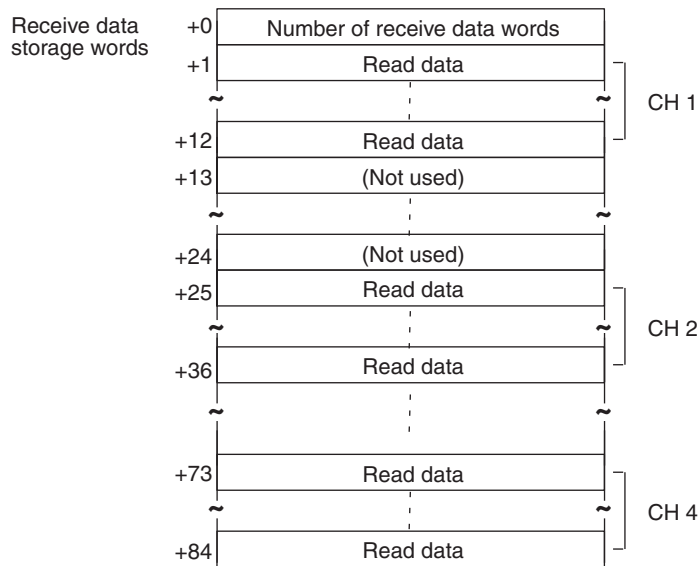 Receive data
storage words
+0 Number of receive data words
+1 Read data
CH 1
+12 Read data
+13 (Not used)
+24 (Not used)
+25 Read data
CH 2
+36 Read data
+73 Read data
CH 4
+84 Read data